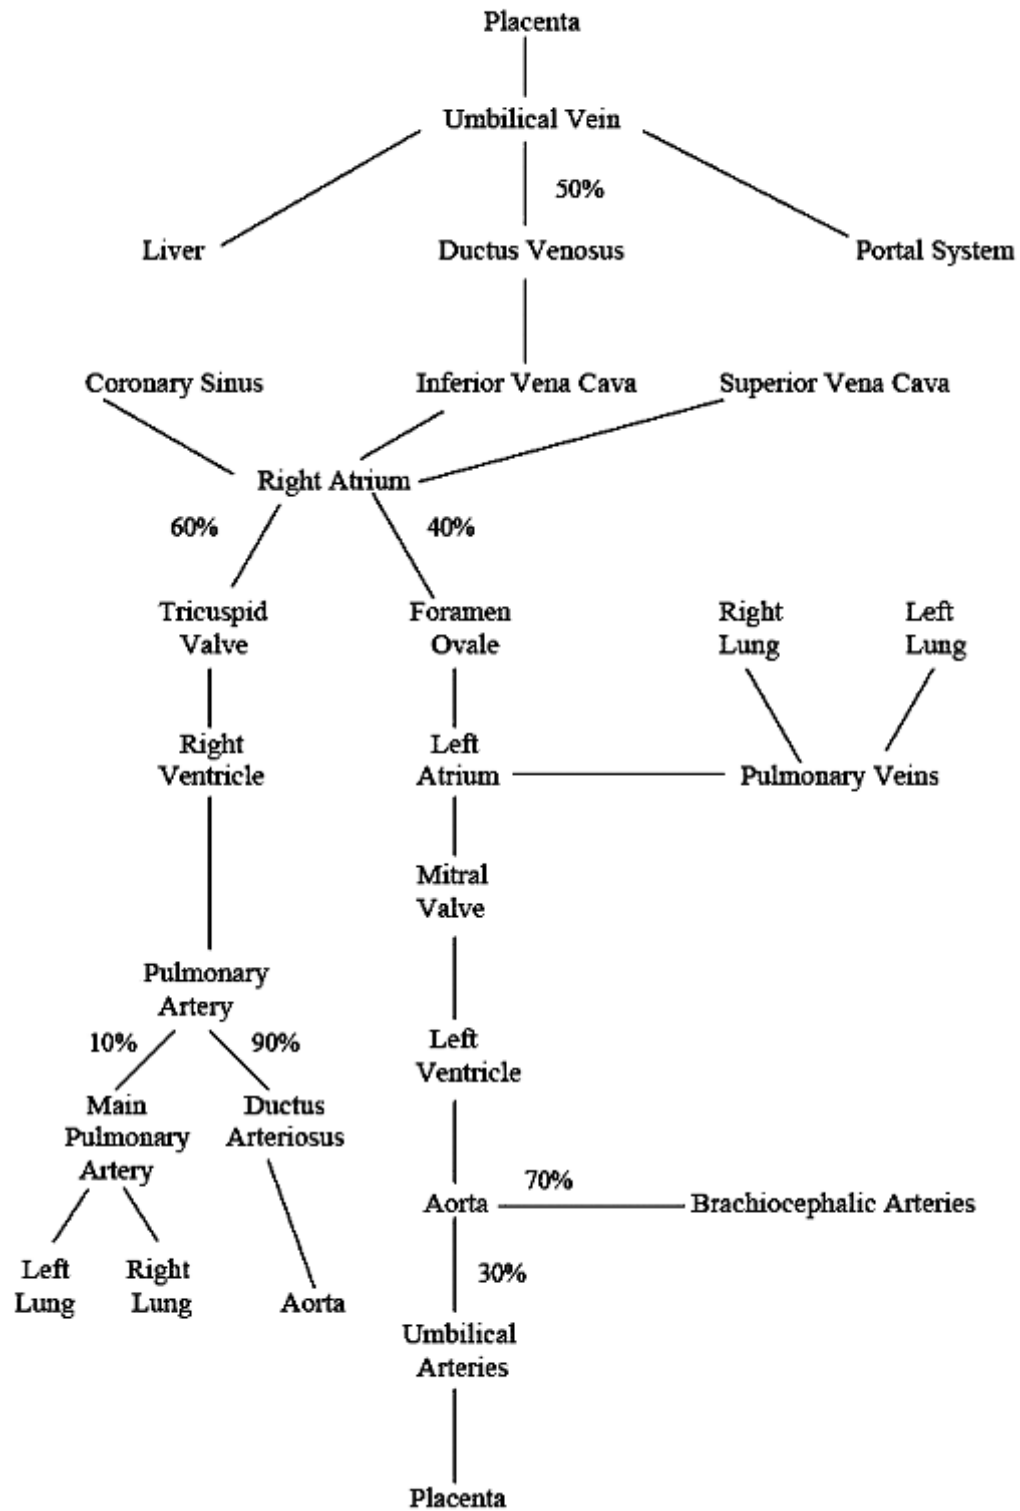 Placenta
Umbilical Vein
50%
Liver
Ductus Venosus
Portal System
Coronary Sinus
Inferior Vena Cava
Superior Vena Cava
Right Atrium
60%
40%
Tricuspid
Valve
Foramen
Ovale
Right
Lung
Left
Lung
Right
Ventricle
Left
Atrium
Pulmonary Veins
Mitral
Valve
Pulmonary
Artery
10%
90%
Left
Ventricle
Main
Pulmonary
Artery
Ductus
Arteriosus
70%
Aorta
Brachiocephalic Arteries
Left
Lung
Right
Lung
Aorta
30%
Umbilical
Arteries
Placenta